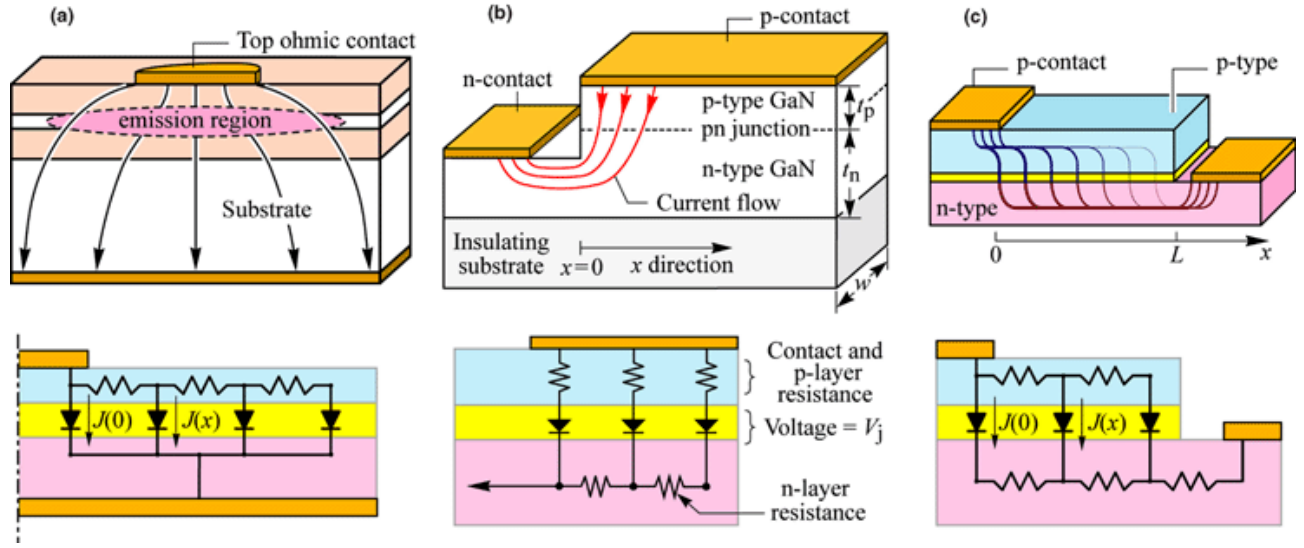 (a)
Top ohmic contact
emission region
Substrate
J(0)
J(x)
(b)
p-contact
n-contact
p-type GaN
tp
pn junction
n-type GaN
tn
Current flow
Insulating
substrate
x=0
x direction
w
Contact and
p-layer
resistance
Voltage = Vj
n-layer
resistance
(c)
p-contact
p-type
n-type
0
L
x
J(0)
J(x)